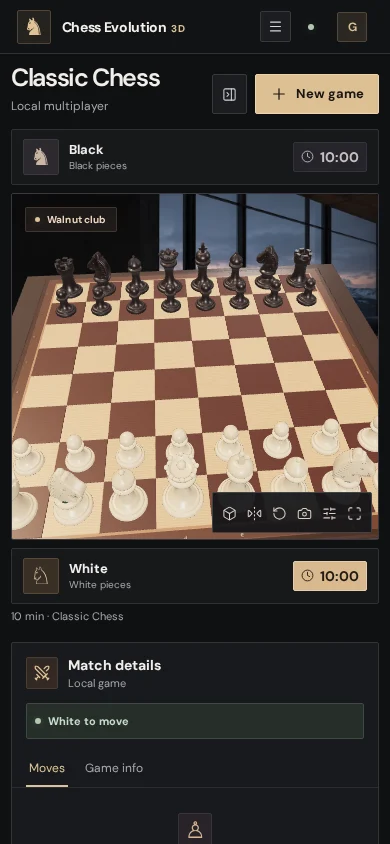 Chess Evolution 3D
G
Classic Chess
Local multiplayer
New game
Black
Black pieces
10:00
Walnut club
White
White pieces
10:00
10 min · Classic Chess
Match details
Local game
White to move
Moves
Game info